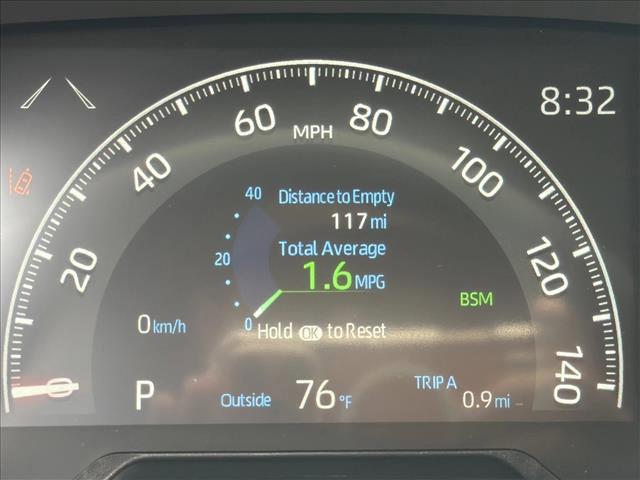 8:32
60 MPH 80
40 100
20 120
0 140
40 Distance to Empty
117 mi
Total Average
20 1.6 MPG
BSM
0
0 km/h Hold OK to Reset
P Outside 76 °F TRIP A
0.9 mi